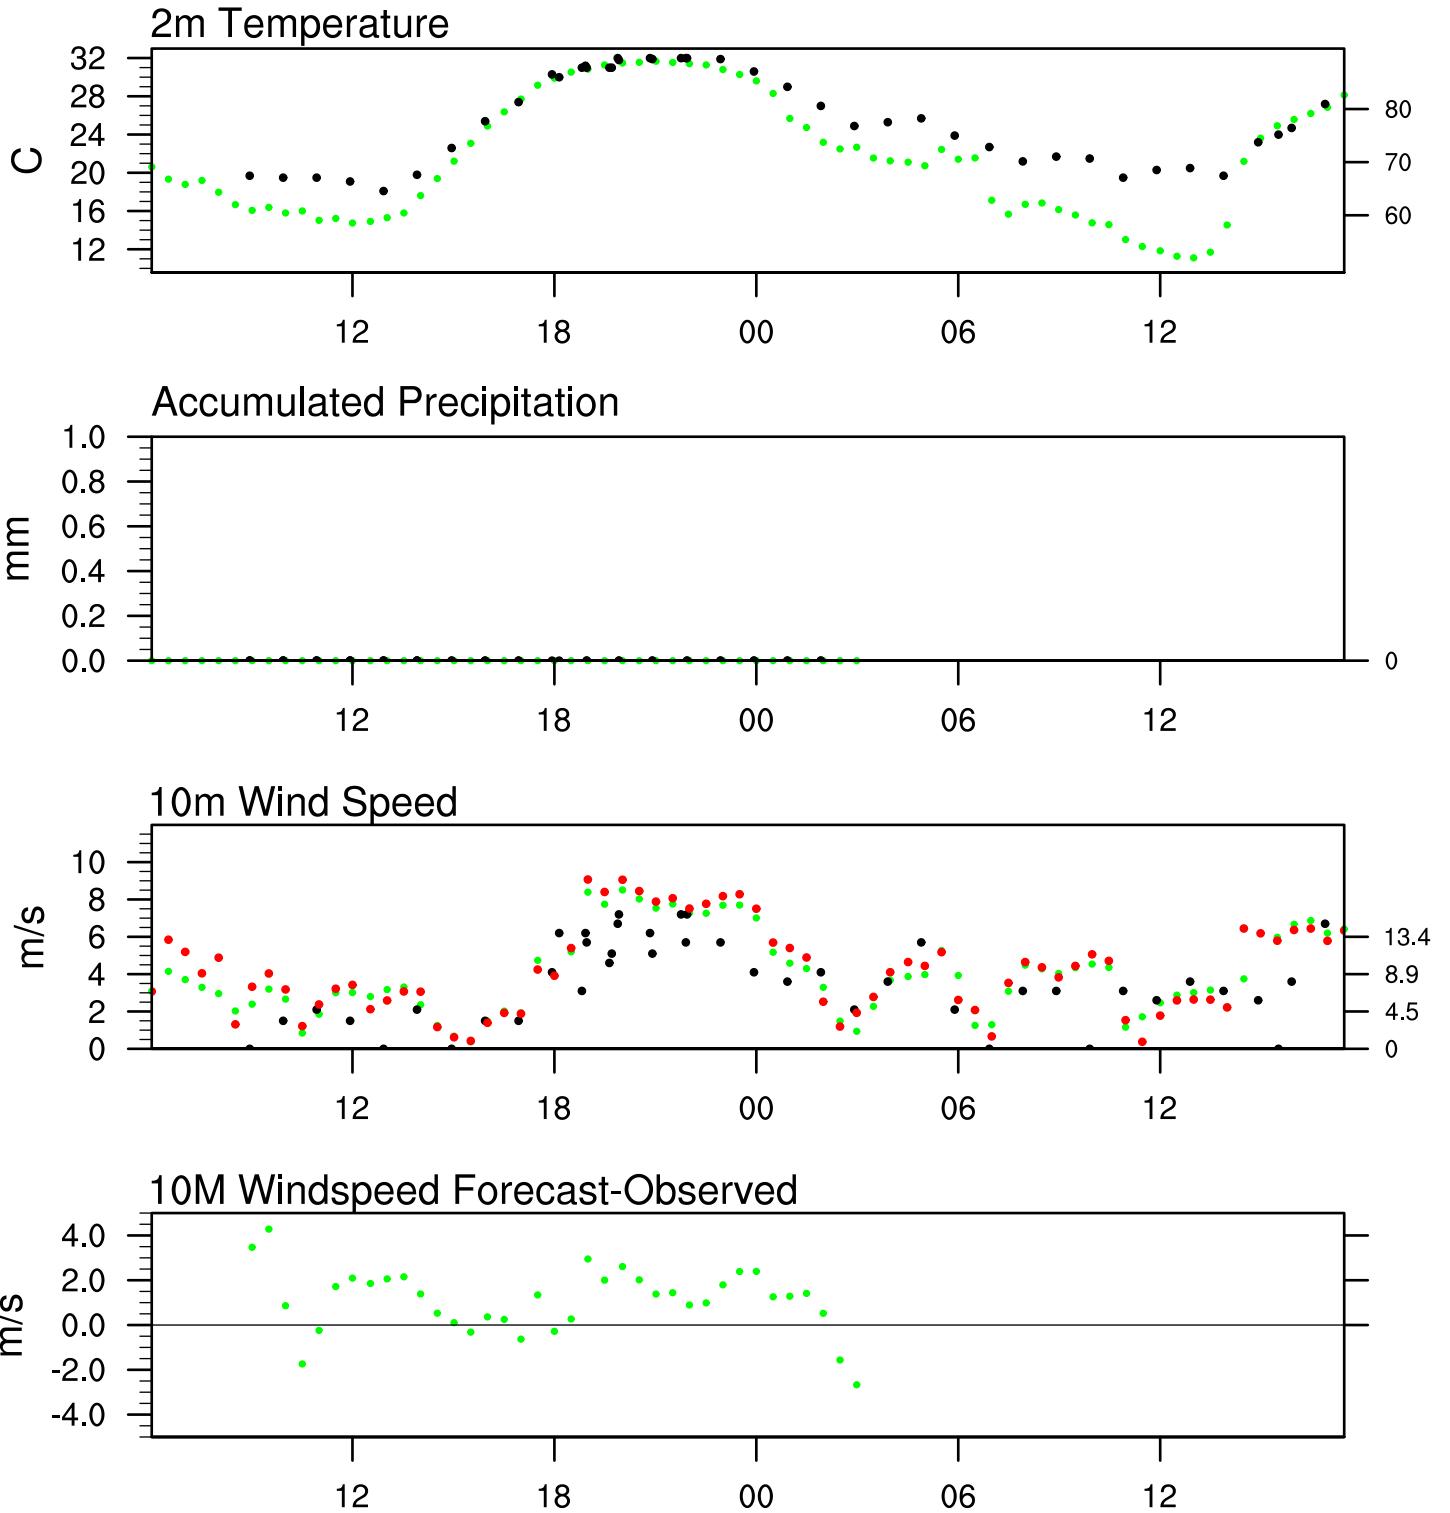 2m Temperature
32
28
24
20
16
12
C
80
70
60
12 18 00 06 12
Accumulated Precipitation
1.0
0.8
0.6
0.4
0.2
0.0
mm
0
12 18 00 06 12
10m Wind Speed
10
8
6
4
2
0
m/s
13.4
8.9
4.5
0
12 18 00 06 12
10M Windspeed Forecast-Observed
4.0
2.0
0.0
-2.0
-4.0
m/s
12 18 00 06 12